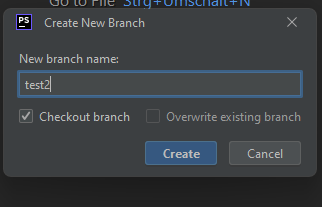 Go to File Strg+Umschalt+N
PS
Create New Branch
New branch name:
test2
Checkout branch
Overwrite existing branch
Create
Cancel